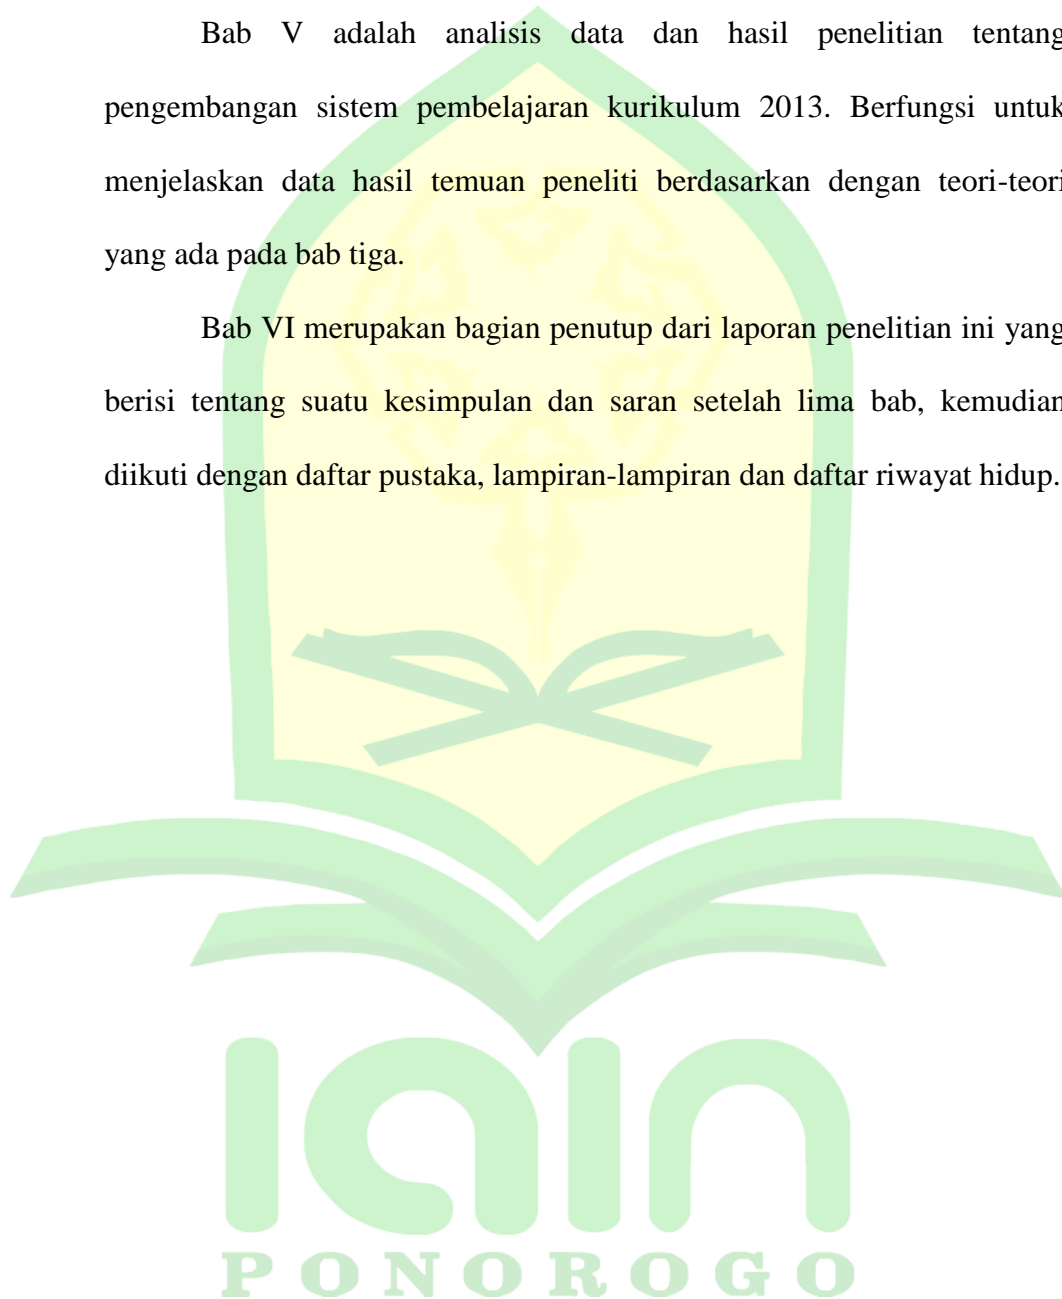 Bab V adalah analisis data dan hasil penelitian tentang
pengembangan sistem pembelajaran kurikulum 2013. Berfungsi untuk
menjelaskan data hasil temuan peneliti berdasarkan dengan teori-teori
yang ada pada bab tiga.
Bab VI merupakan bagian penutup dari laporan penelitian ini yang
berisi tentang suatu kesimpulan dan saran setelah lima bab, kemudian
diikuti dengan daftar pustaka, lampiran-lampiran dan daftar riwayat hidup.
iain
PONOROGO